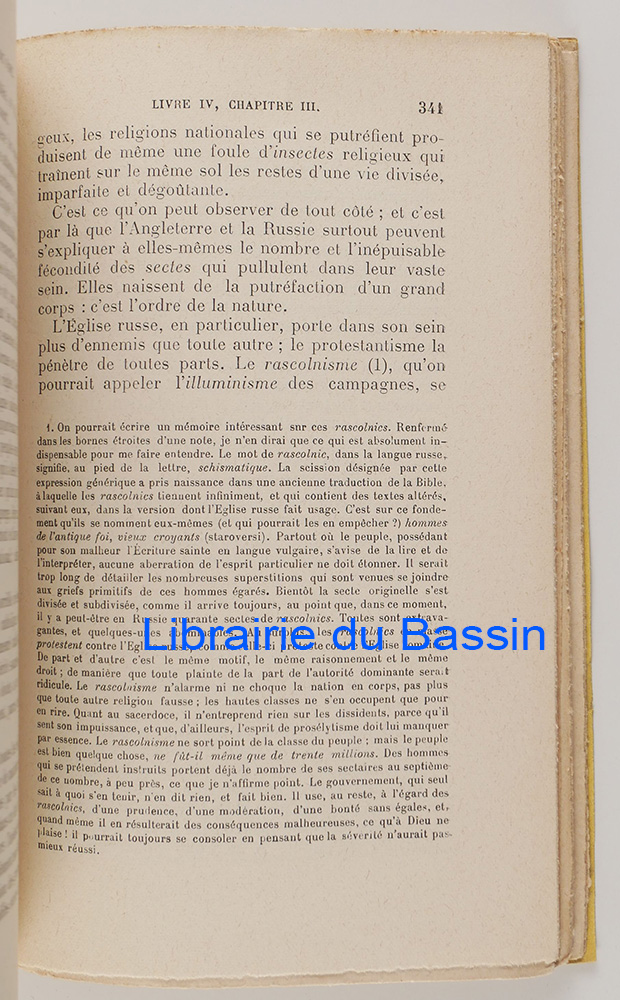 LIVRE IV, CHAPITRE III. 341
geux, les religions nationales qui se putréfient pro-
duisent de même une foule d'insectes religieux qui
traînent sur le même sol les restes d'une vie divisée,
imparfaite et dégoûtante.
C'est ce qu'on peut observer de tout côté ; et c'est
par là que l'Angleterre et la Russie surtout peuvent
s'expliquer à elles-mêmes le nombre et l'inépuisable
fécondité des sectes qui pullulent dans leur vaste
sein. Elles naissent de la putréfaction d'un grand
corps : c'est l'ordre de la nature.
L'Église russe, en particulier, porte dans son sein
plus d'ennemis que toute autre ; le protestantisme la
pénètre de toutes parts. Le rascolnisme (1), qu'on
pourrait appeler l'illuminisme des campagnes, se
1. On pourrait écrire un mémoire intéressant snr ces rascolnics. Renfermé
dans les bornes étroites d'une note, je n'en dirai que ce qui est absolument in-
dispensable pour me faire entendre. Le mot de rascolnic, dans la langue russe,
signifie, au pied de la lettre, schismatique. La scission désignée par cette
expression générique a pris naissance dans une ancienne traduction de la Bible.
à laquelle les rascolnics tiennent infiniment, et qui contient des textes altérés,
suivant eux, dans la version dont l'Eglise russe fait usage. C'est sur ce fonde-
ment qu'ils se nomment eux-mêmes (et qui pourrait les en empêcher ?) hommes
de l'antique foi, vieux croyants (staroversi). Partout où le peuple, possédant
pour son malheur l'Écriture sainte en langue vulgaire, s'avise de la lire et de
l'interpréter, aucune aberration de l'esprit particulier ne doit étonner. Il serait
trop long de détailler les nombreuses superstitions qui sont venues se joindre
aux griefs primitifs de ces hommes égarés. Bientôt la secte originelle s'est
divisée et subdivisée, comme il arrive toujours, au point que, dans ce moment,
il y a peut-être en Russie quarante sectes de rascolnics. Toutes sont extrava-
gantes, et quelques-unes les rascolnics
Librairie du Bassin
protestent contre l'Eglise
De part et d'autre c'est le même motif, le même raisonnement et le même
droit ; de manière que toute plainte de la part de l'autorité dominante serait
ridicule. Le rascolnisme n'alarme ni ne choque la nation en corps, pas plus
que toute autre religion fausse ; les hautes classes ne s'en occupent que pour
en rire. Quant au sacerdoce, il n'entreprend rien sur les dissidents, parce qu'il
sent son impuissance, et que, d'ailleurs, l'esprit de prosélytisme doit lui manquer
par essence. Le rascolnisme ne sort point de la classe du peuple ; mais le peuple
est bien quelque chose, ne fût-il même que de trente millions. Des hommes
qui se prétendent instruits portent déjà le nombre de ses sectaires au septième
de ce nombre, à peu près, ce que je n'affirme point. Le gouvernement, qui seul
sait à quoi s'en tenir, n'en dit rien, et fait bien. Il use, au reste, à l'égard des
rascolnics, d'une prudence, d'une modération, d'une bonté sans égales, et,
quand même il en résulterait des conséquences malheureuses, ce qu'à Dieu ne
plaise ! il pourrait toujours se consoler en pensant que la sévérité n'aurait pas
mieux réussi.